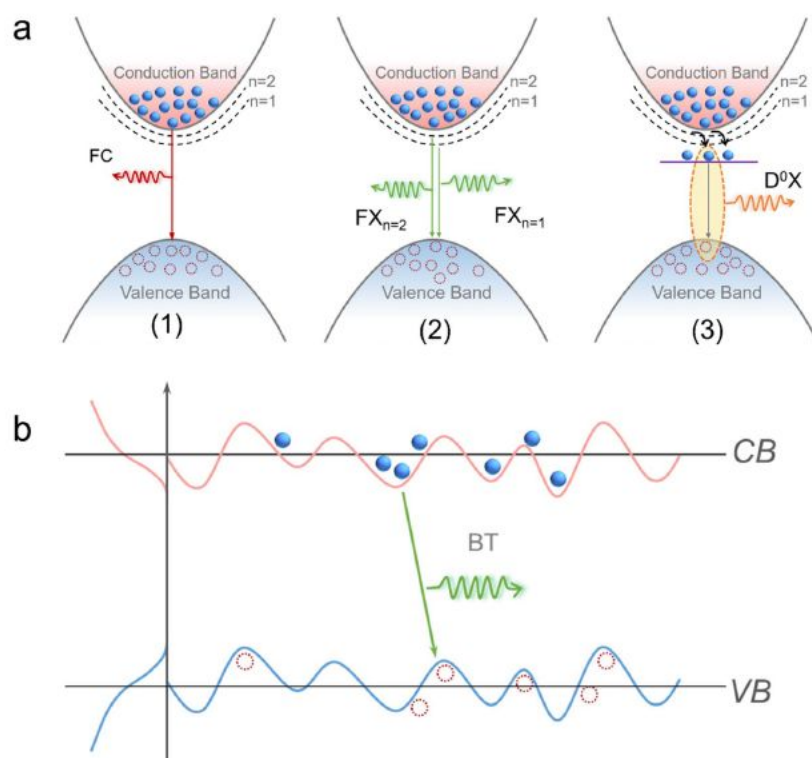 a
Conduction Band
n=2
n=1
FC
Valence Band
(1)
Conduction Band
n=2
n=1
FXn=2
FXn=1
Valence Band
(2)
Conduction Band
n=2
n=1
D⁰X
Valence Band
(3)
b
CB
BT
VB